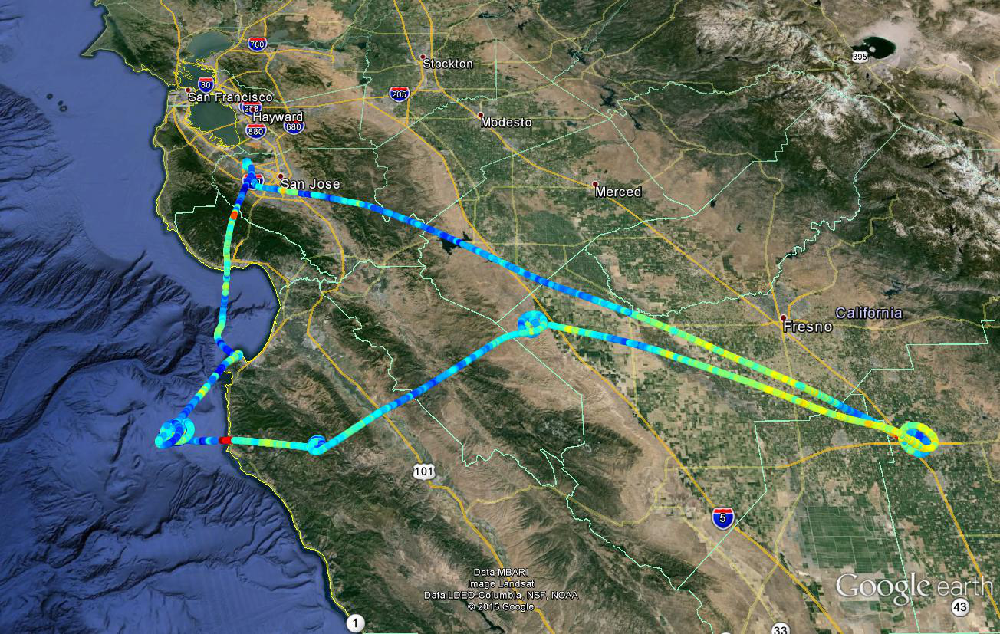 780
395
Stockton
80
205
San Francisco
Hayward
Modesto
680
880
San Jose
Merced
California
Fresno
101
5
Data MBARI
Image Landsat
Data LDEO-Columbia, NSF, NOAA
© 2016 Google
Google earth
43
1
33